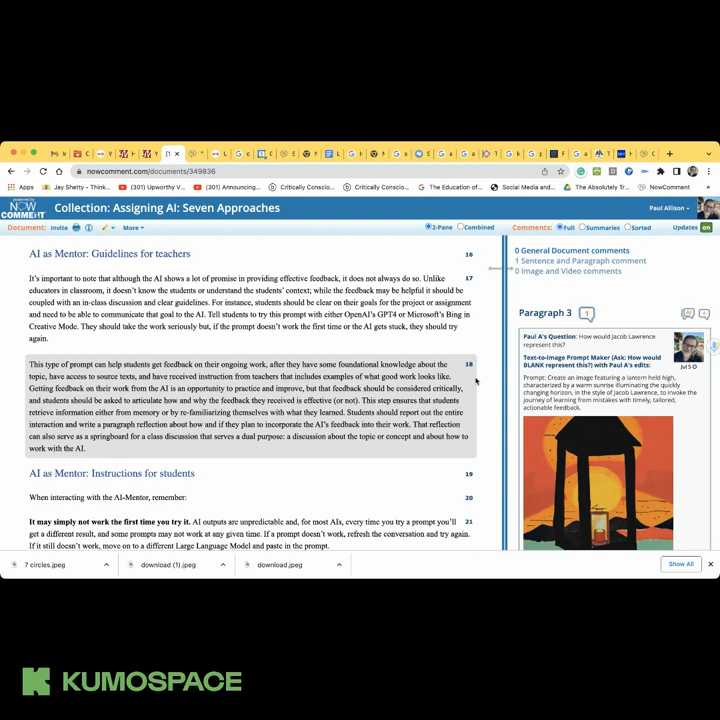 nowcomment.com/documents/349836
Apps
Jay Shetty - Think...
(301) Upworthy V...
(301) Announcing...
Critically Conscio...
Critically Conscio...
The Education of...
Social Media and...
The Absolutely Tr...
NowComment
powered by
NOW
COMMENT
Collection: Assigning AI: Seven Approaches
Paul Allison
Document: Invite
More
2-Pane Combined
Comments: Full Summaries Sorted
Updates on
AI as Mentor: Guidelines for teachers 16
It's important to note that although the AI shows a lot of promise in providing effective feedback, it does not always do so. Unlike 17
educators in classroom, it doesn't know the students or understand the students' context; while the feedback may be helpful it should be
coupled with an in-class discussion and clear guidelines. For instance, students should be clear on their goals for the project or assignment
and need to be able to communicate that goal to the AI. Tell students to try this prompt with either OpenAI's GPT4 or Microsoft's Bing in
Creative Mode. They should take the work seriously but, if the prompt doesn't work the first time or the AI gets stuck, they should try
again.
This type of prompt can help students get feedback on their ongoing work, after they have some foundational knowledge about the 18
topic, have access to source texts, and have received instruction from teachers that includes examples of what good work looks like.
Getting feedback on their work from the AI is an opportunity to practice and improve, but that feedback should be considered critically,
and students should be asked to articulate how and why the feedback they received is effective (or not). This step ensures that students
retrieve information either from memory or by re-familiarizing themselves with what they learned. Students should report out the entire
interaction and write a paragraph reflection about how and if they plan to incorporate the AI's feedback into their work. That reflection
can also serve as a springboard for a class discussion that serves a dual purpose: a discussion about the topic or concept and about how to
work with the AI.
AI as Mentor: Instructions for students 19
When interacting with the AI-Mentor, remember: 20
It may simply not work the first time you try it. AI outputs are unpredictable and, for most AIs, every time you try a prompt you'll 21
get a different result, and some prompts may not work at any given time. If a prompt doesn't work, refresh the conversation and try again.
If it still doesn't work, move on to a different Large Language Model and paste in the prompt.
0 General Document comments
1 Sentence and Paragraph comment
0 Image and Video comments
Paragraph 3 1
Paul A's Question: How would Jacob Lawrence
represent this?
Text-to-Image Prompt Maker (Ask: How would
BLANK represent this?) with Paul A's edits:
Jul 5
Prompt: Create an image featuring a lantern held high,
characterized by a warm sunrise illuminating the quickly
changing horizon, in the style of Jacob Lawrence, to invoke the
journey of learning from mistakes with timely, tailored,
actionable feedback.
7 circles.jpeg
download (1).jpeg
download.jpeg
Show All
KUMOSPACE